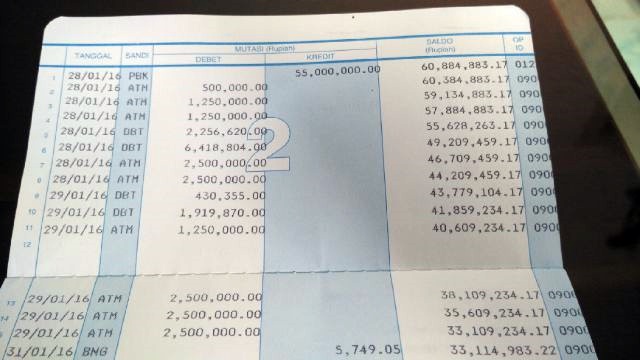 TANGGAL SANDI MUTASI (Rupiah) DEBET KREDIT SALDO (Rupiah) OP ID
1 28/01/16 PBK 55,000,000.00 60,884,883.17 012
2 28/01/16 ATM 500,000.00 60,384,883.17 090
3 28/01/16 ATM 1,250,000.00 59,134,883.17 090
4 28/01/16 ATM 1,250,000.00 57,884,883.17 090
5 28/01/16 DBT 2,256,620.00 55,628,263.17 090
6 28/01/16 DBT 6,418,804.00 49,209,459.17 090
7 28/01/16 ATM 2,500,000.00 46,709,459.17 090
8 28/01/16 ATM 2,500,000.00 44,209,459.17 090
9 29/01/16 DBT 430,355.00 43,779,104.17 090
10 29/01/16 DBT 1,919,870.00 41,859,234.17 090
11 29/01/16 ATM 1,250,000.00 40,609,234.17 090
12
2
13 29/01/16 ATM 2,500,000.00 38,109,234.17 090
14 29/01/16 ATM 2,500,000.00 35,609,234.17 090
29/01/16 ATM 2,500,000.00 33,109,234.17 090
31/01/16 BNG 5,749.05 33,114,983.22 090